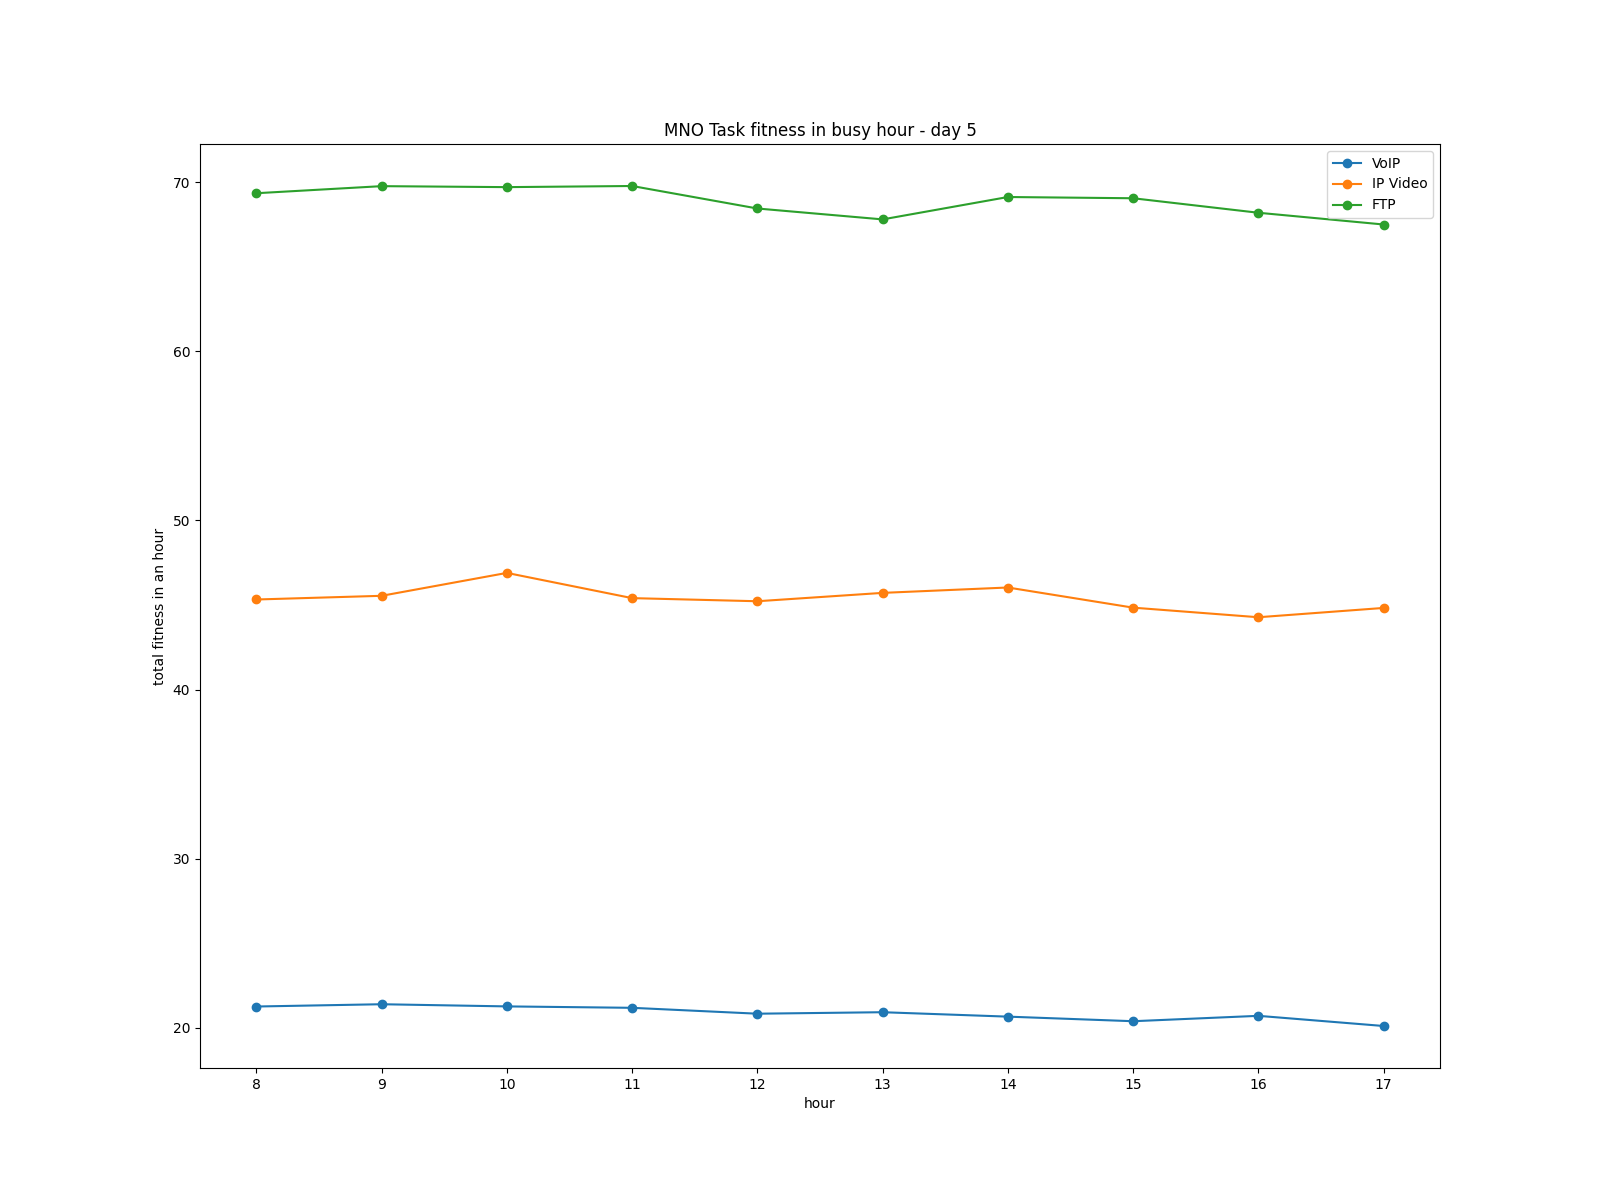 MNO Task fitness in busy hour - day 5
VoIP
IP Video
FTP
70
60
50
40
30
20
total fitness in an hour
8 9 10 11 12 13 14 15 16 17
hour